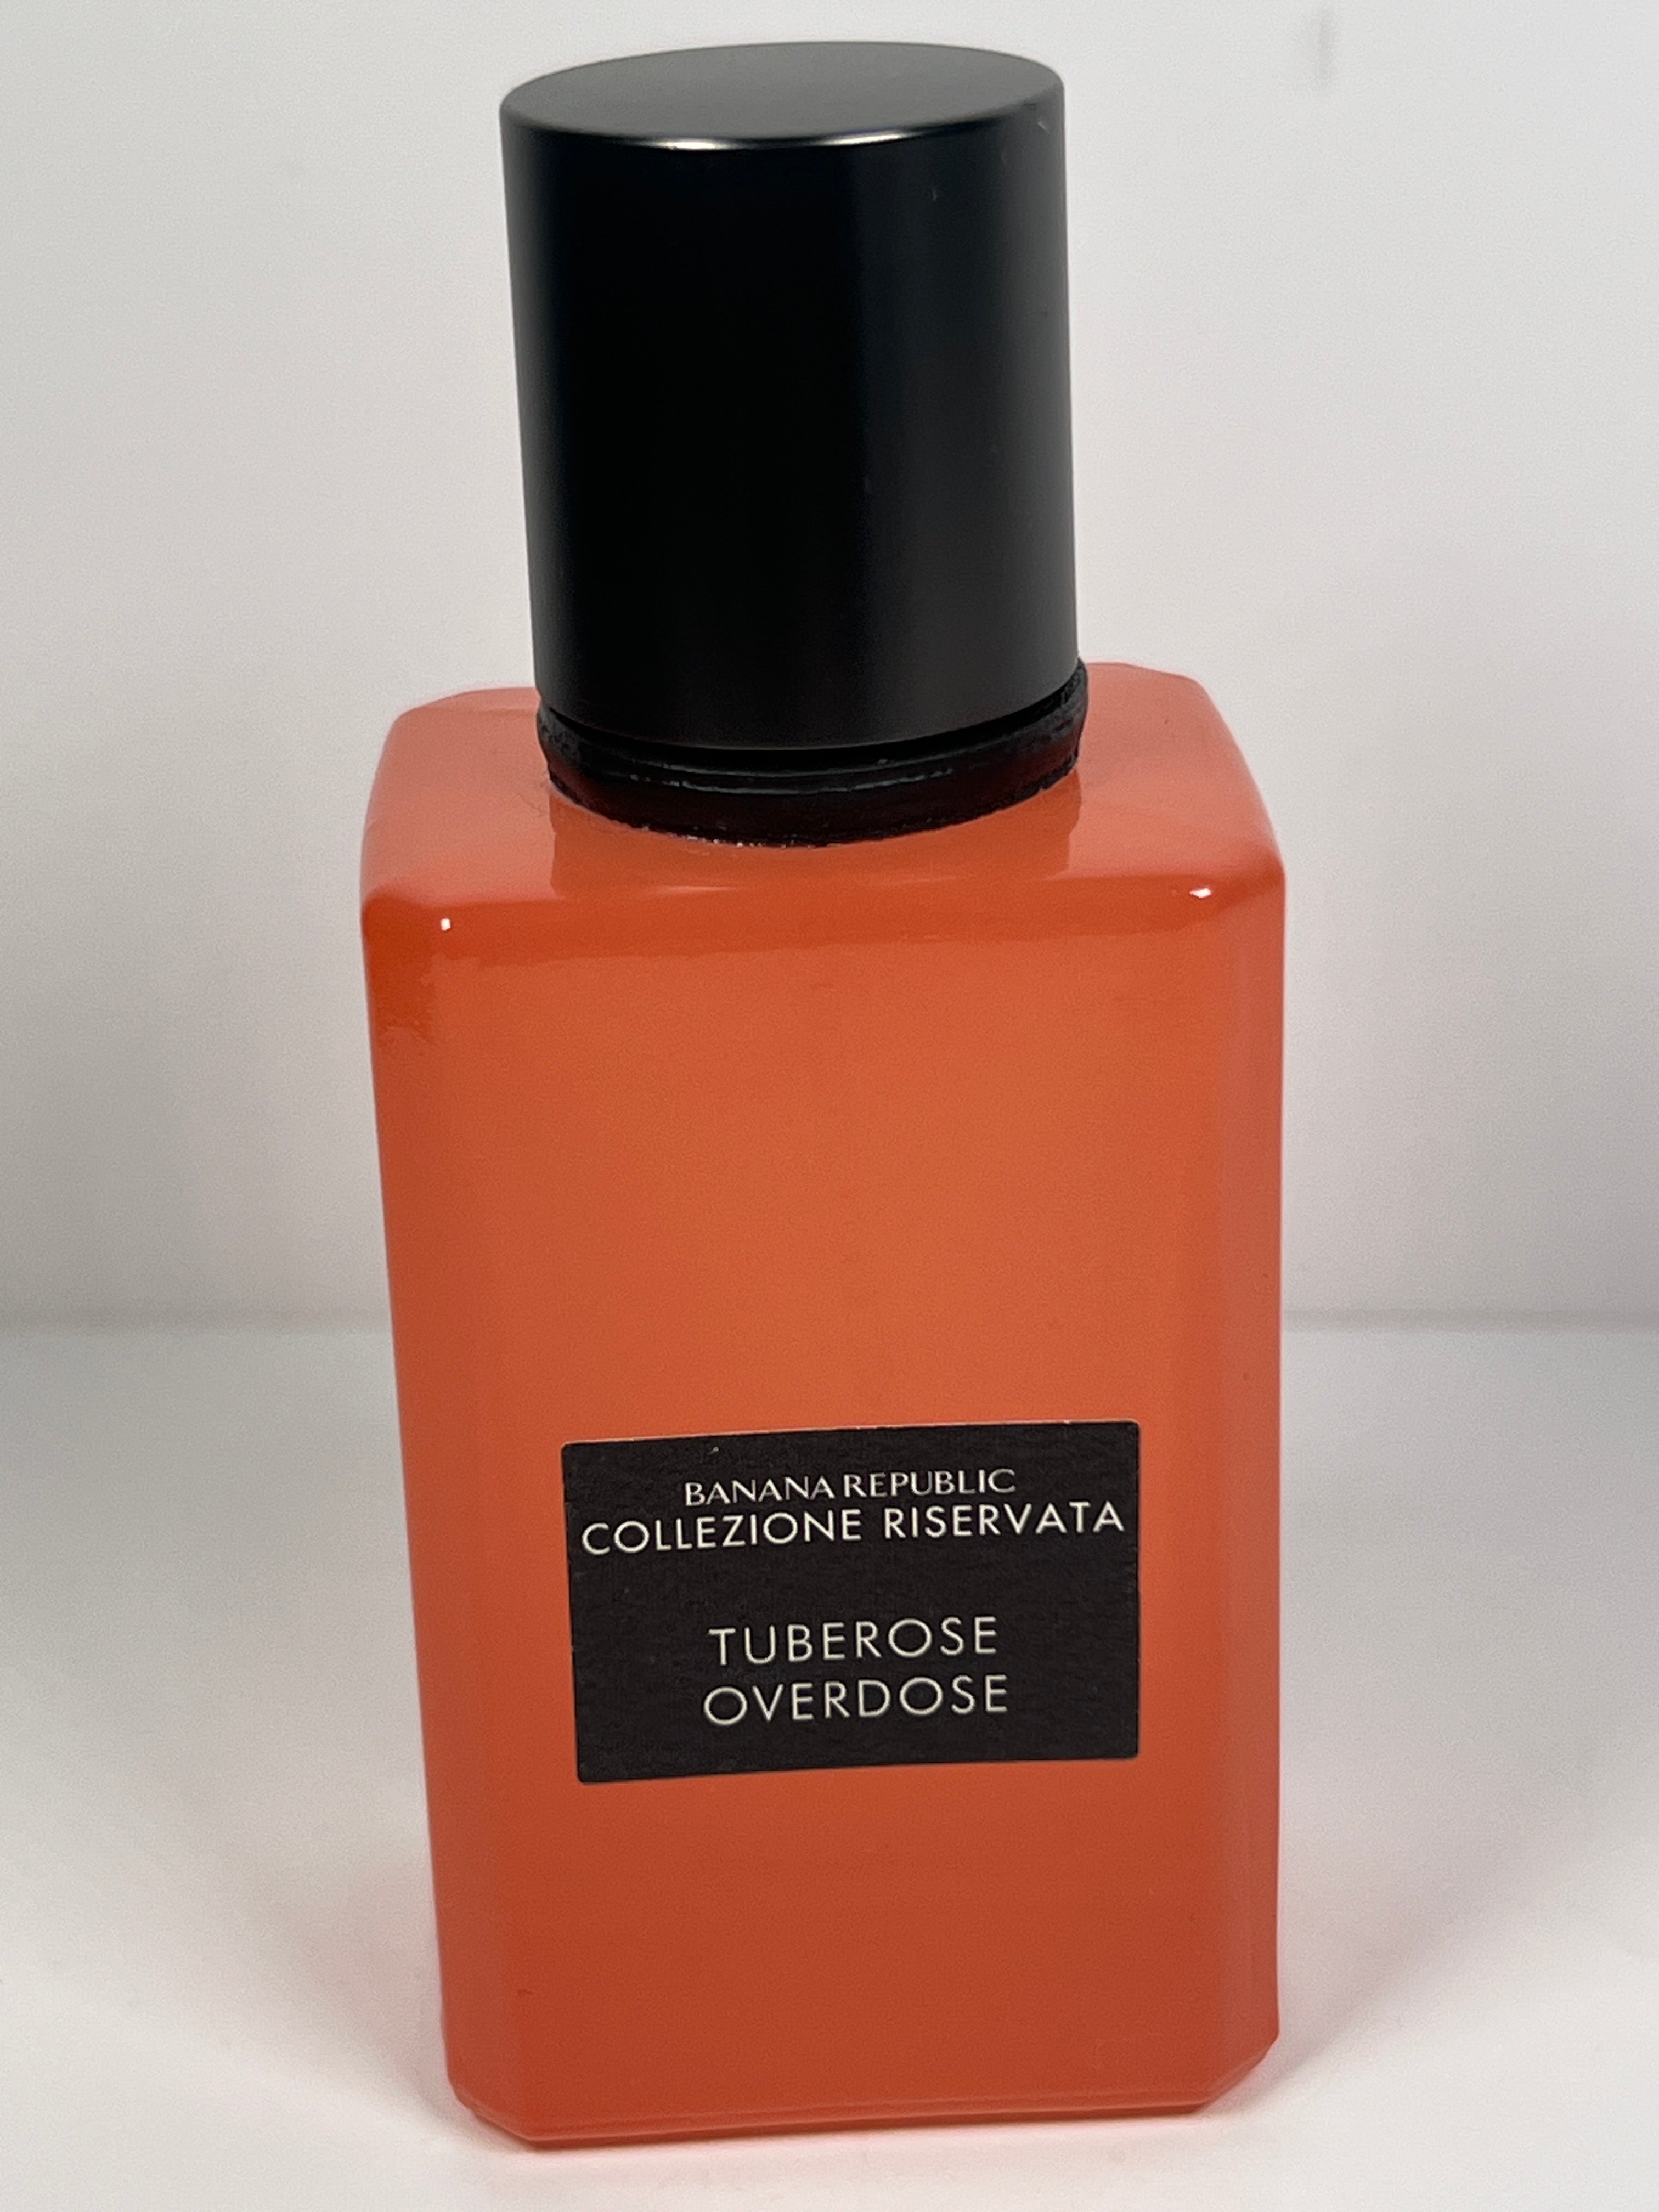 BANANA REPUBLIC
COLLEZIONE RISERVATA
TUBEROSE
OVERDOSE